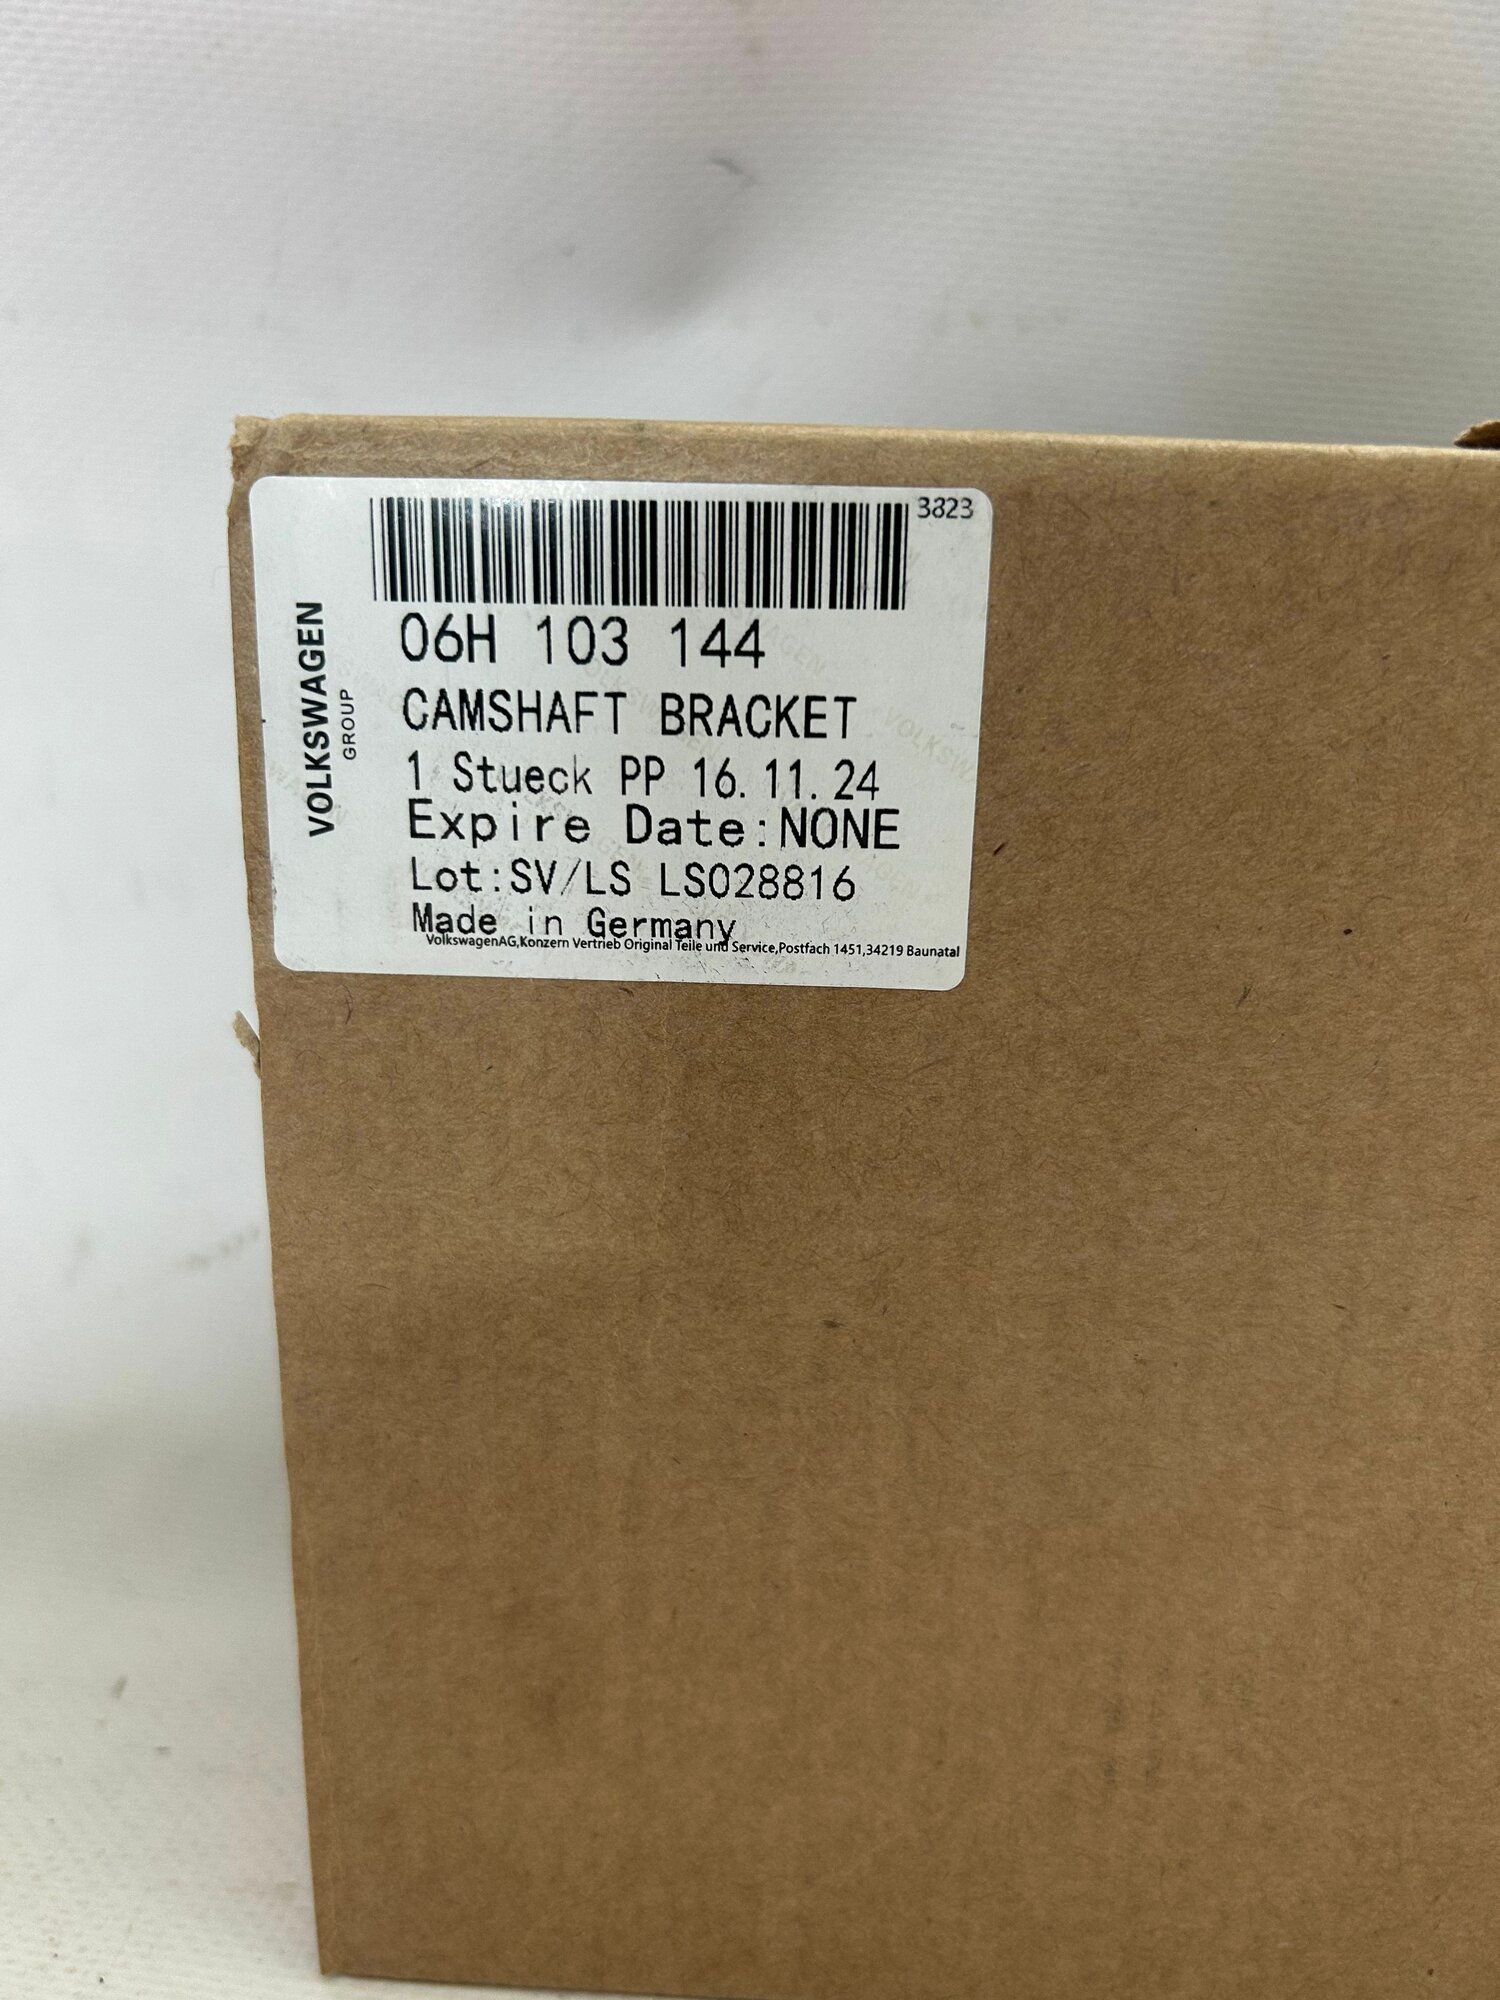 3823
06H 103 144
CAMSHAFT BRACKET
1 Stueck PP 16.11.24
Expire Date:NONE
Lot:SV/LS LS028816
Made in Germany
VolkswagenAG,Konzern Vertrieb Original Teile und Service,Postfach 1451,34219 Baunatal
VOLKSWAGEN
GROUP